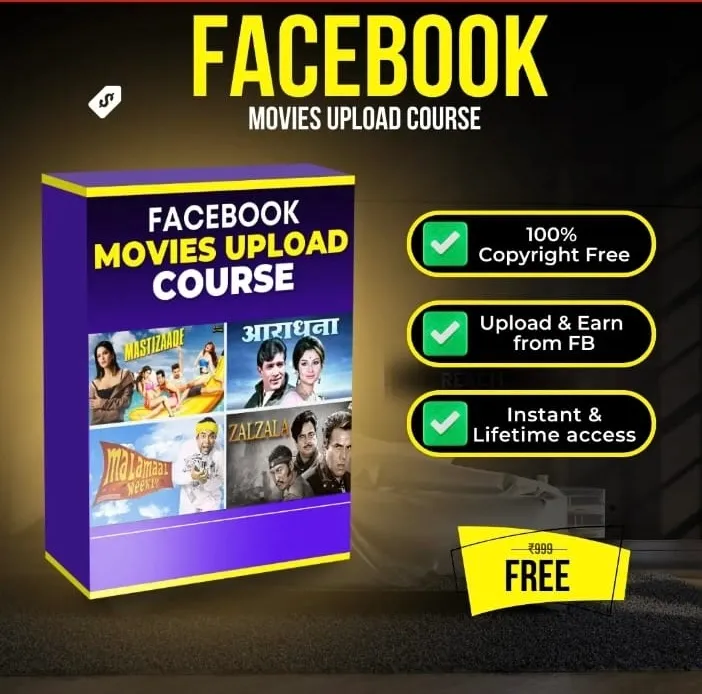 FACEBOOK
MOVIES UPLOAD COURSE
$
FACEBOOK
MOVIES UPLOAD
COURSE
MASTIZAADE
आराधना
malamaal
weekly
ZALZALA
100%
Copyright Free
Upload & Earn
from FB
Instant &
Lifetime access
₹999
FREE